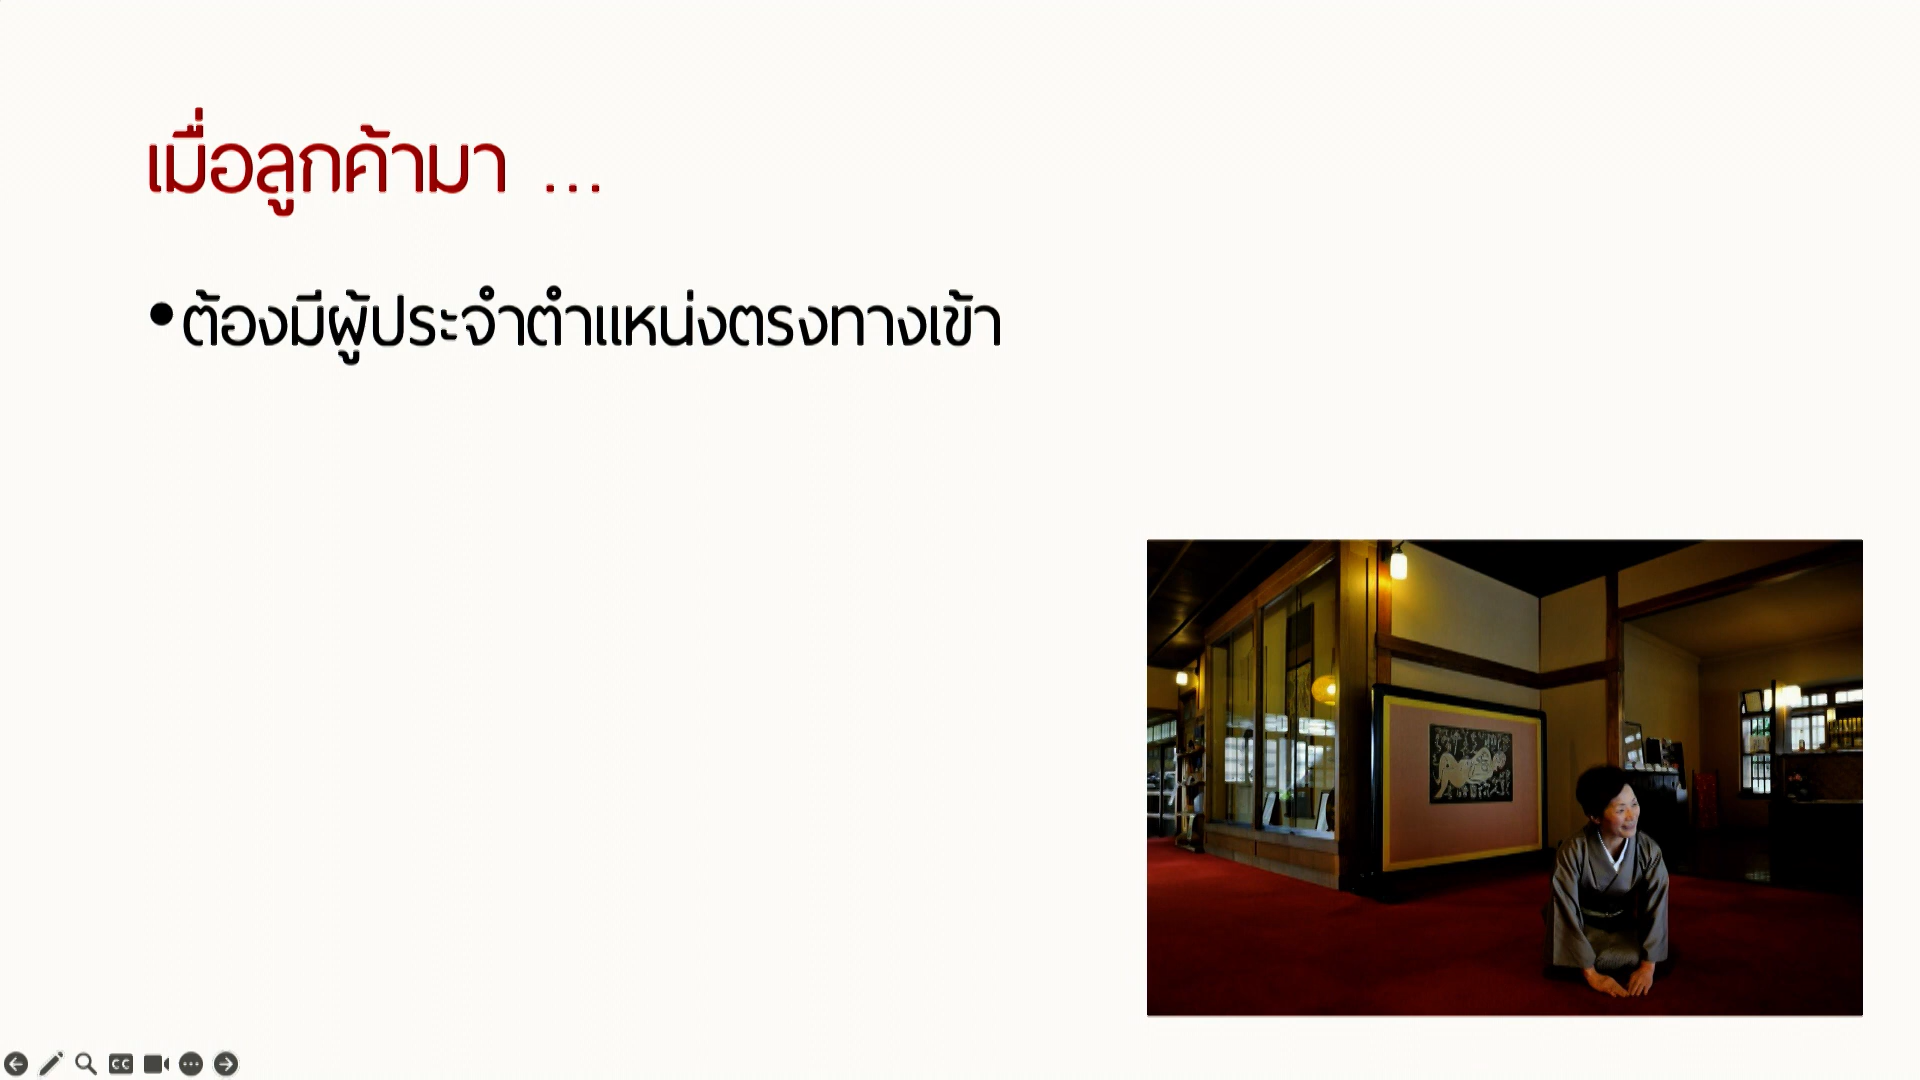 เมื่อลูกค้ามา ...
•ต้องมีผู้ประจำตำแหน่งตรงทางเข้า
CC